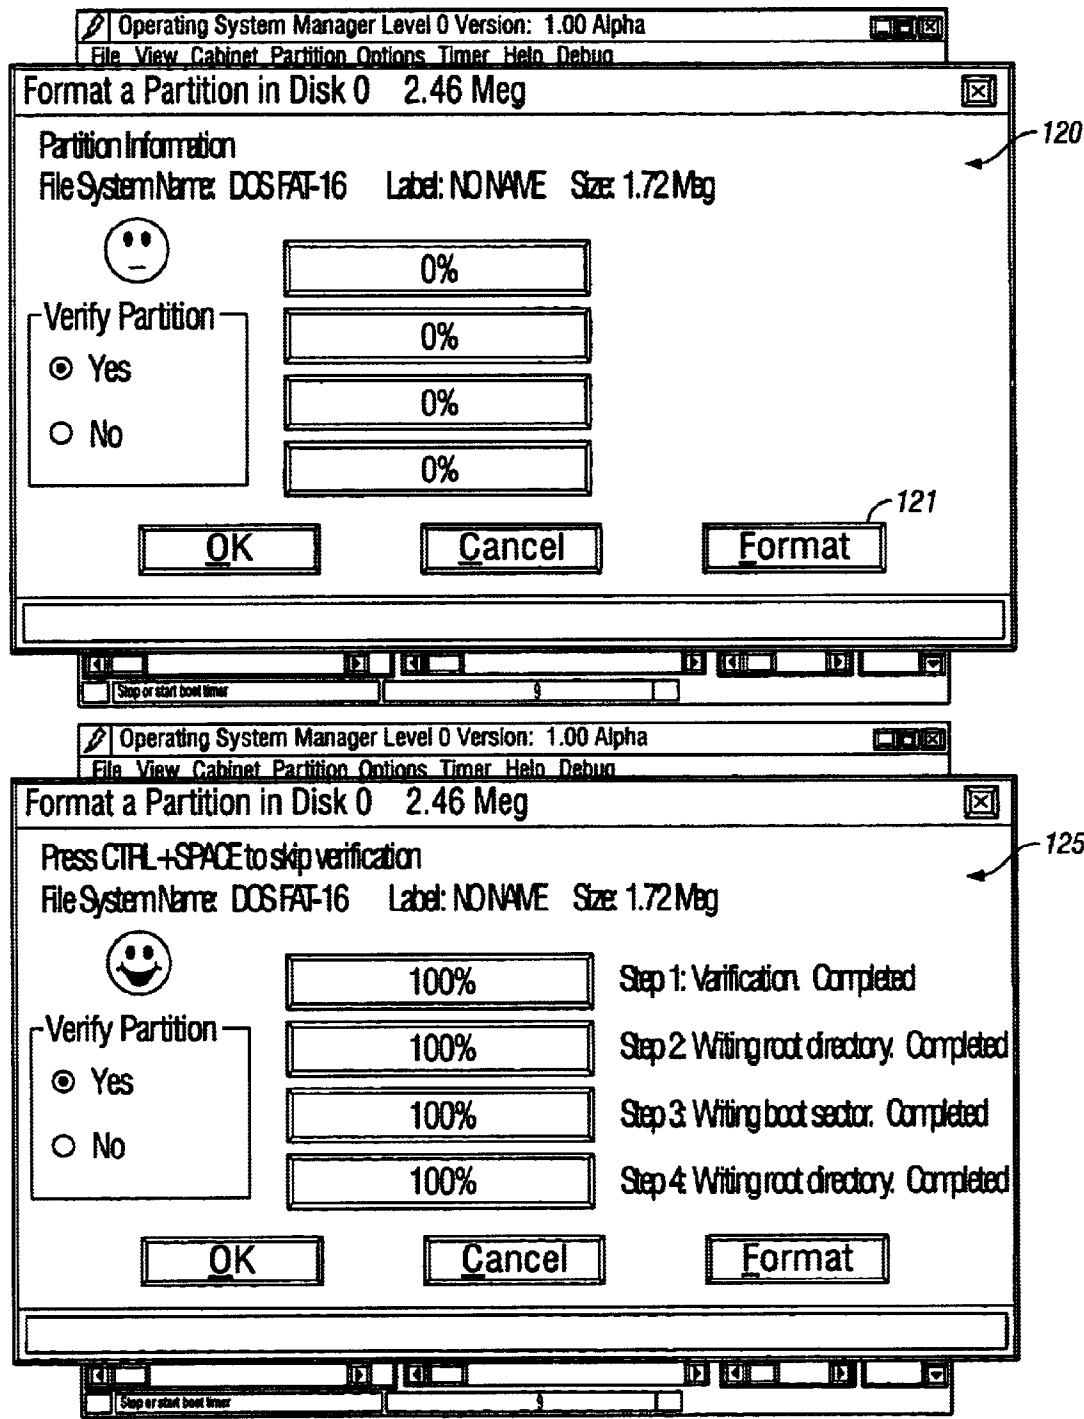 Operating System Manager Level 0 Version: 1.00 Alpha
File View Cabinet Partition Options Timer Help Debug
Format a Partition in Disk 0 2.46 Meg
120
Partition Information
File System Name: DOS FAT-16 Label: NO NAME Size: 1.72 Meg
0%
Verify Partition
0%
Yes
0%
No
0%
121
OK Cancel Format
Stop or start boot timer 9
Operating System Manager Level 0 Version: 1.00 Alpha
File View Cabinet Partition Options Timer Help Debug
Format a Partition in Disk 0 2.46 Meg
125
Press CTRL+SPACE to skip verification
File System Name: DOS FAT-16 Label: NO NAME Size: 1.72 Meg
100% Step 1: Varification. Completed
Verify Partition
100% Step 2: Writing root directory. Completed
Yes
100% Step 3: Writing boot sector. Completed
No
100% Step 4: Writing root directory. Completed
OK Cancel Format
Stop or start boot timer 9